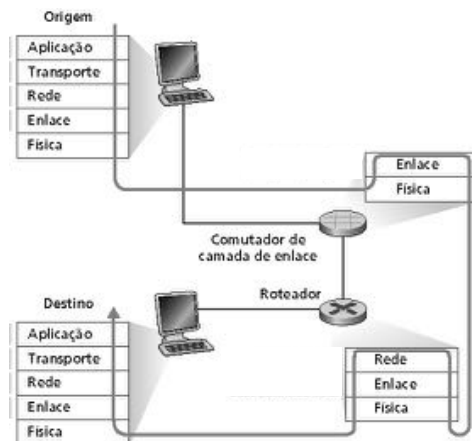 Origem
Aplicação
Transporte
Rede
Enlace
Física
Enlace
Física
Comutador de
camada de enlace
Roteador
Destino
Aplicação
Transporte
Rede
Enlace
Física
Rede
Enlace
Física